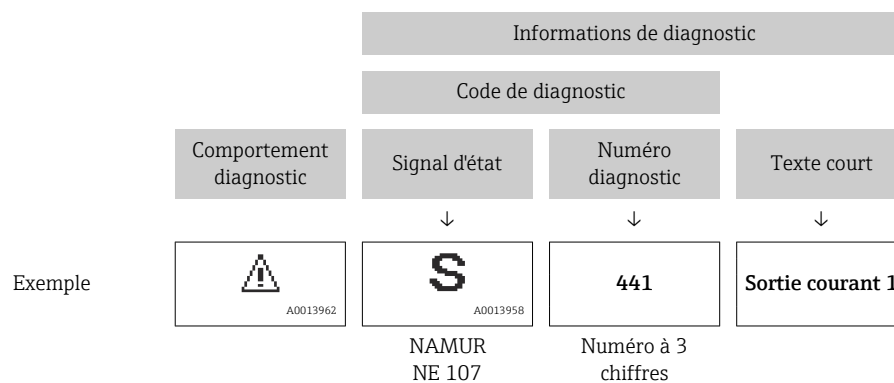 Informations de diagnostic
Code de diagnostic
Comportement
diagnostic
Signal d'état
Numéro
diagnostic
Texte court
↓ ↓ ↓
Exemple
A0013962
S
A0013958
441
Sortie courant 1
NAMUR
NE 107
Numéro à 3
chiffres